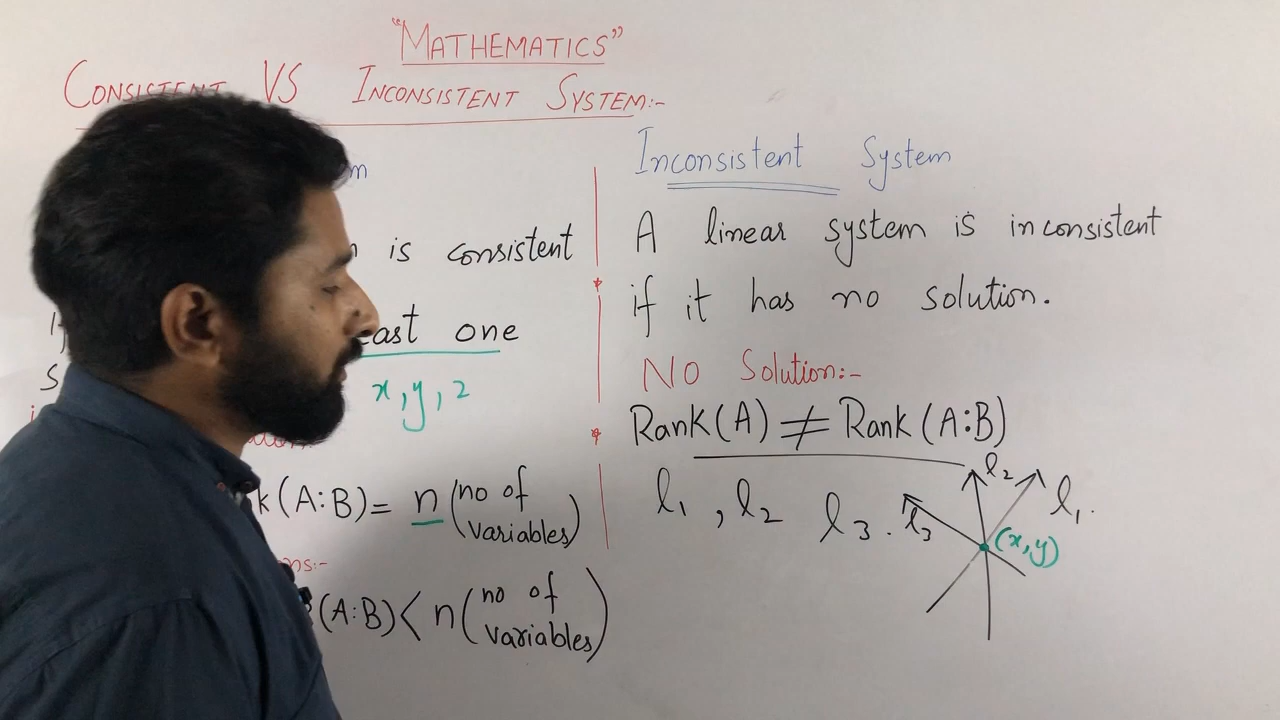 "MATHEMATICS"
CONSISTENT VS INCONSISTENT SYSTEM:-
is consistent
one
x, y, z
(A:B) = n (no of variables)
(A:B) < n (no of variables)
Inconsistent System
A linear system is inconsistent
if it has no solution.
NO Solution:-
Rank(A) ≠ Rank(A:B)
l₁, l₂ l₃.
l₂
l₁.
l₃
(x,y)